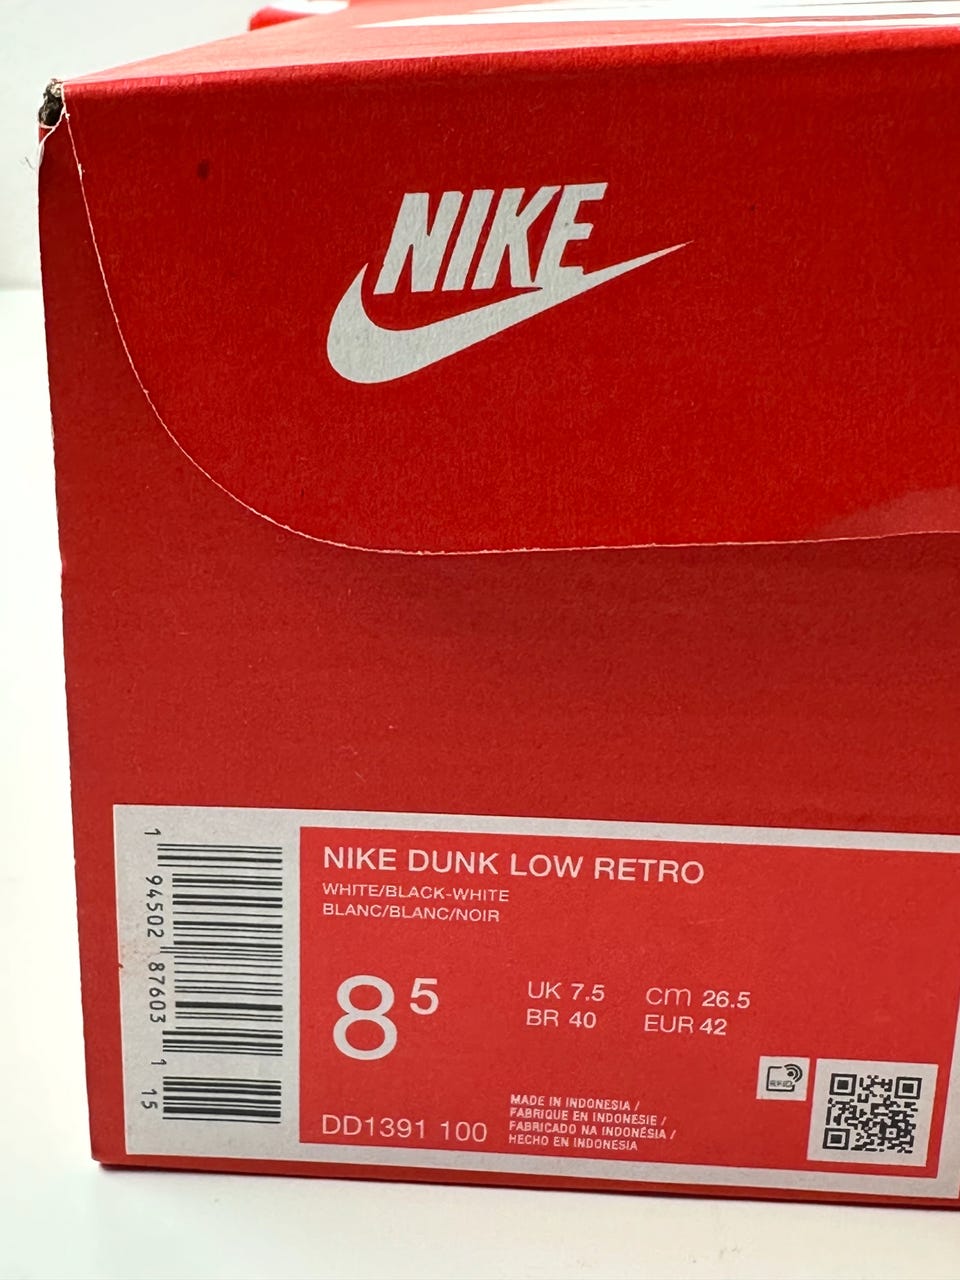 NIKE
NIKE DUNK LOW RETRO
WHITE/BLACK-WHITE
BLANC/BLANC/NOIR
8⁵
UK 7.5 cm 26.5
BR 40 EUR 42
DD1391 100
MADE IN INDONESIA /
FABRIQUE EN INDONESIE /
FABRICADO NA INDONÉSIA /
HECHO EN INDONESIA
RFID
1 94502 87603 1 15